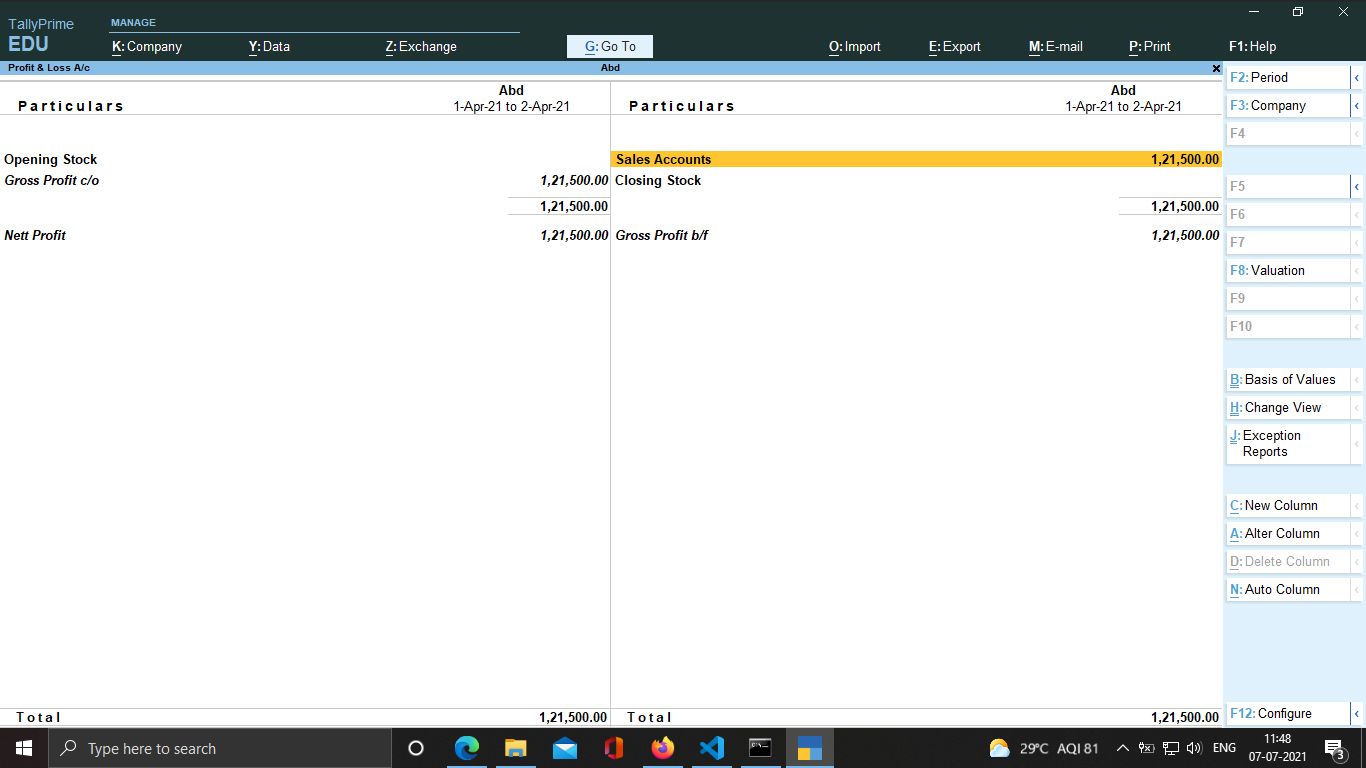 TallyPrime
EDU
MANAGE
K: Company Y: Data Z: Exchange G: Go To O: Import E: Export M: E-mail P: Print F1: Help
Profit & Loss A/c Abd
Particulars Abd Particulars Abd
1-Apr-21 to 2-Apr-21 1-Apr-21 to 2-Apr-21
Opening Stock Sales Accounts 1,21,500.00
Gross Profit c/o 1,21,500.00 Closing Stock
1,21,500.00 1,21,500.00
Nett Profit 1,21,500.00 Gross Profit b/f 1,21,500.00
Total 1,21,500.00 Total 1,21,500.00
F2: Period
F3: Company
F4
F5
F6
F7
F8: Valuation
F9
F10
B: Basis of Values
H: Change View
J: Exception
Reports
C: New Column
A: Alter Column
D: Delete Column
N: Auto Column
F12: Configure
Type here to search
29°C AQI 81
ENG
11:48
07-07-2021
3